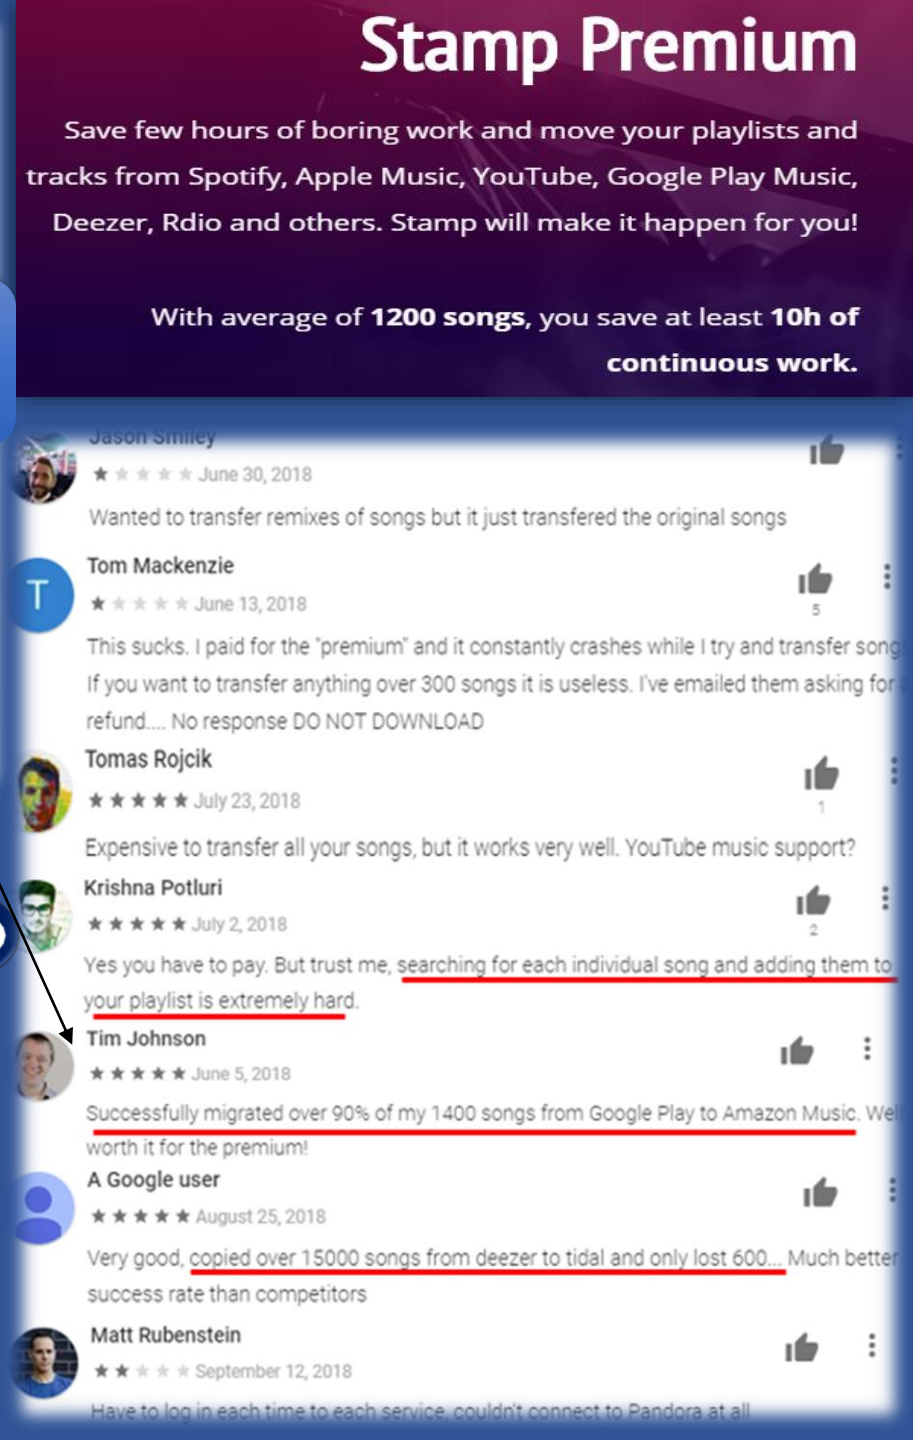 Stamp Premium
Save few hours of boring work and move your playlists and
tracks from Spotify, Apple Music, YouTube, Google Play Music,
Deezer, Rdio and others. Stamp will make it happen for you!
With average of 1200 songs, you save at least 10h of
continuous work.
Jason Smiley
June 30, 2018
Wanted to transfer remixes of songs but it just transfered the original songs
T
Tom Mackenzie
June 13, 2018
5
This sucks. I paid for the "premium" and it constantly crashes while I try and transfer songs
If you want to transfer anything over 300 songs it is useless. I've emailed them asking for a
refund.... No response DO NOT DOWNLOAD
Tomas Rojcik
July 23, 2018
1
Expensive to transfer all your songs, but it works very well. YouTube music support?
Krishna Potluri
July 2, 2018
2
Yes you have to pay. But trust me, searching for each individual song and adding them to
your playlist is extremely hard.
Tim Johnson
June 5, 2018
Successfully migrated over 90% of my 1400 songs from Google Play to Amazon Music. Well
worth it for the premium!
A Google user
August 25, 2018
Very good, copied over 15000 songs from deezer to tidal and only lost 600... Much better
success rate than competitors
Matt Rubenstein
September 12, 2018
Have to log in each time to each service, couldn't connect to Pandora at all